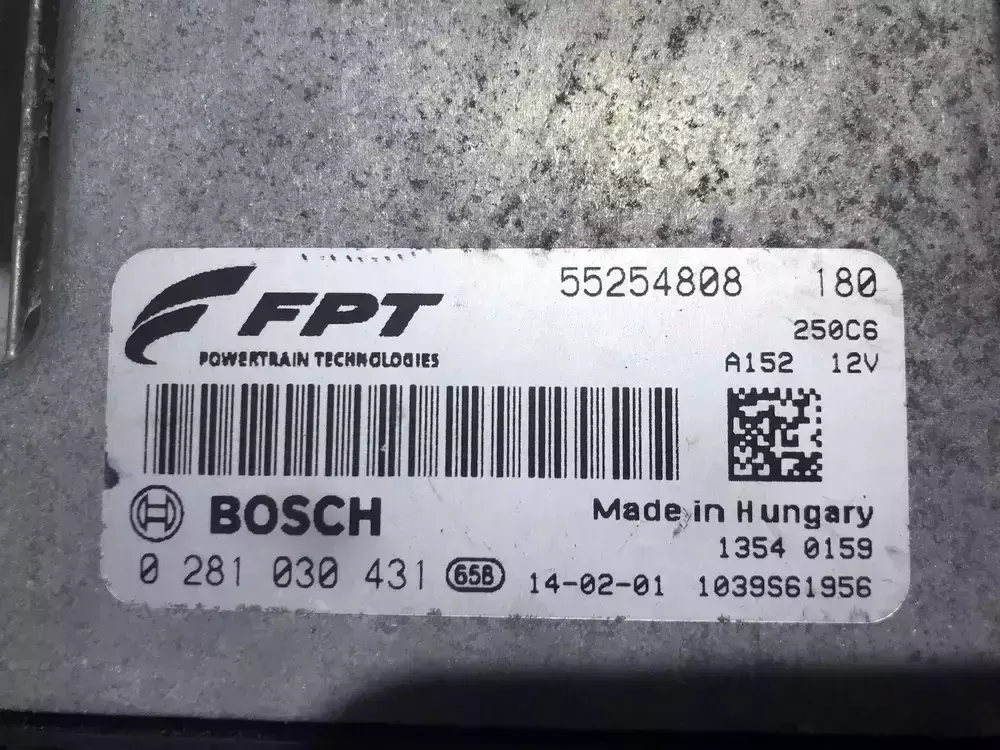 FPT
POWERTRAIN TECHNOLOGIES
55254808 180
250C6
A152 12V
BOSCH
Made in Hungary
1354 0159
0 281 030 431 65B 14-02-01 1039S61956